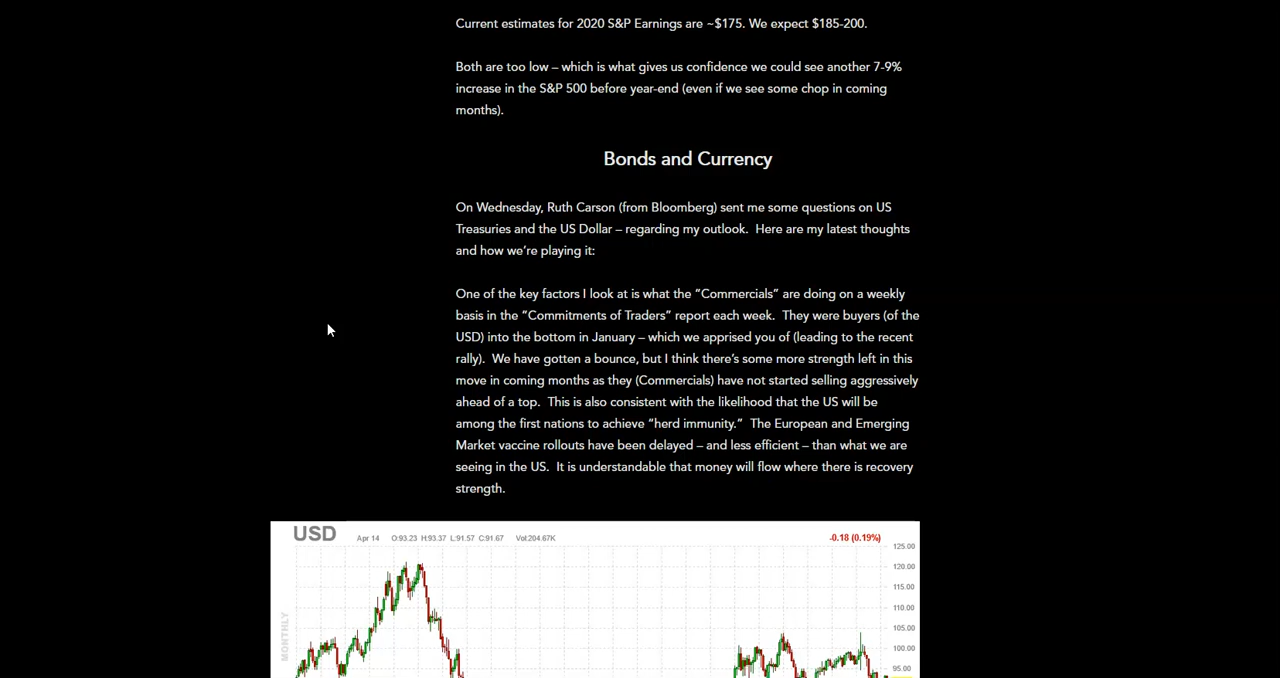 Current estimates for 2020 S&P Earnings are ~$175. We expect $185-200.
Both are too low – which is what gives us confidence we could see another 7-9%
increase in the S&P 500 before year-end (even if we see some chop in coming
months).
Bonds and Currency
On Wednesday, Ruth Carson (from Bloomberg) sent me some questions on US
Treasuries and the US Dollar – regarding my outlook.  Here are my latest thoughts
and how we’re playing it:
One of the key factors I look at is what the “Commercials” are doing on a weekly
basis in the “Commitments of Traders” report each week.  They were buyers (of the
USD) into the bottom in January – which we apprised you of (leading to the recent
rally).  We have gotten a bounce, but I think there’s some more strength left in this
move in coming months as they (Commercials) have not started selling aggressively
ahead of a top.  This is also consistent with the likelihood that the US will be
among the first nations to achieve “herd immunity.”  The European and Emerging
Market vaccine rollouts have been delayed – and less efficient – than what we are
seeing in the US.  It is understandable that money will flow where there is recovery
strength.
USD Apr 14 O:93.23 H:93.37 L:91.57 C:91.67 Vol:204.67K -0.18 (0.19%)
125.00
120.00
115.00
110.00
105.00
MONTHLY
100.00
95.00